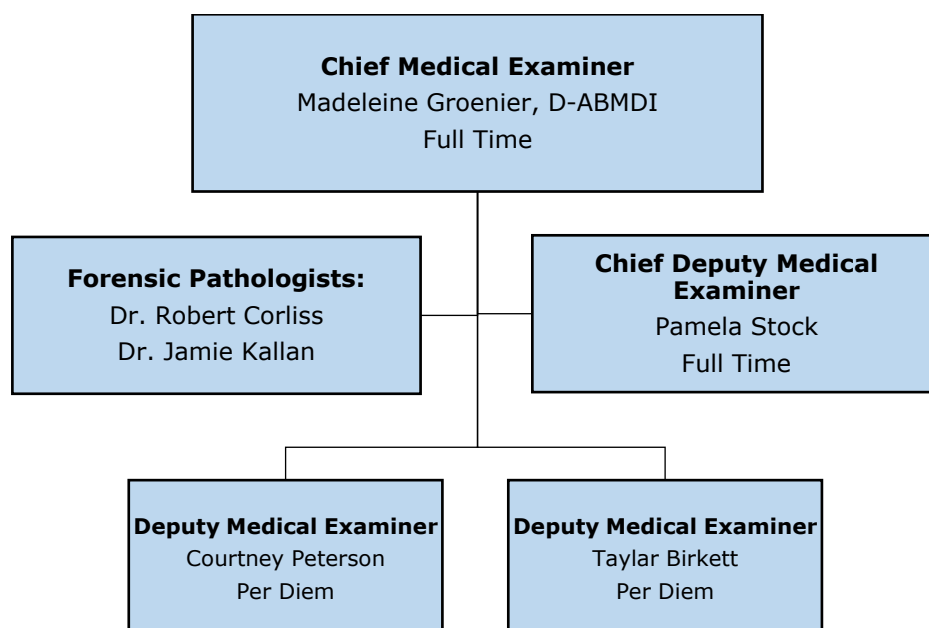 Chief Medical Examiner
Madeleine Groenier, D-ABMDI
Full Time
Forensic Pathologists:
Dr. Robert Corliss
Dr. Jamie Kallan
Chief Deputy Medical
Examiner
Pamela Stock
Full Time
Deputy Medical Examiner
Courtney Peterson
Per Diem
Deputy Medical Examiner
Taylar Birkett
Per Diem